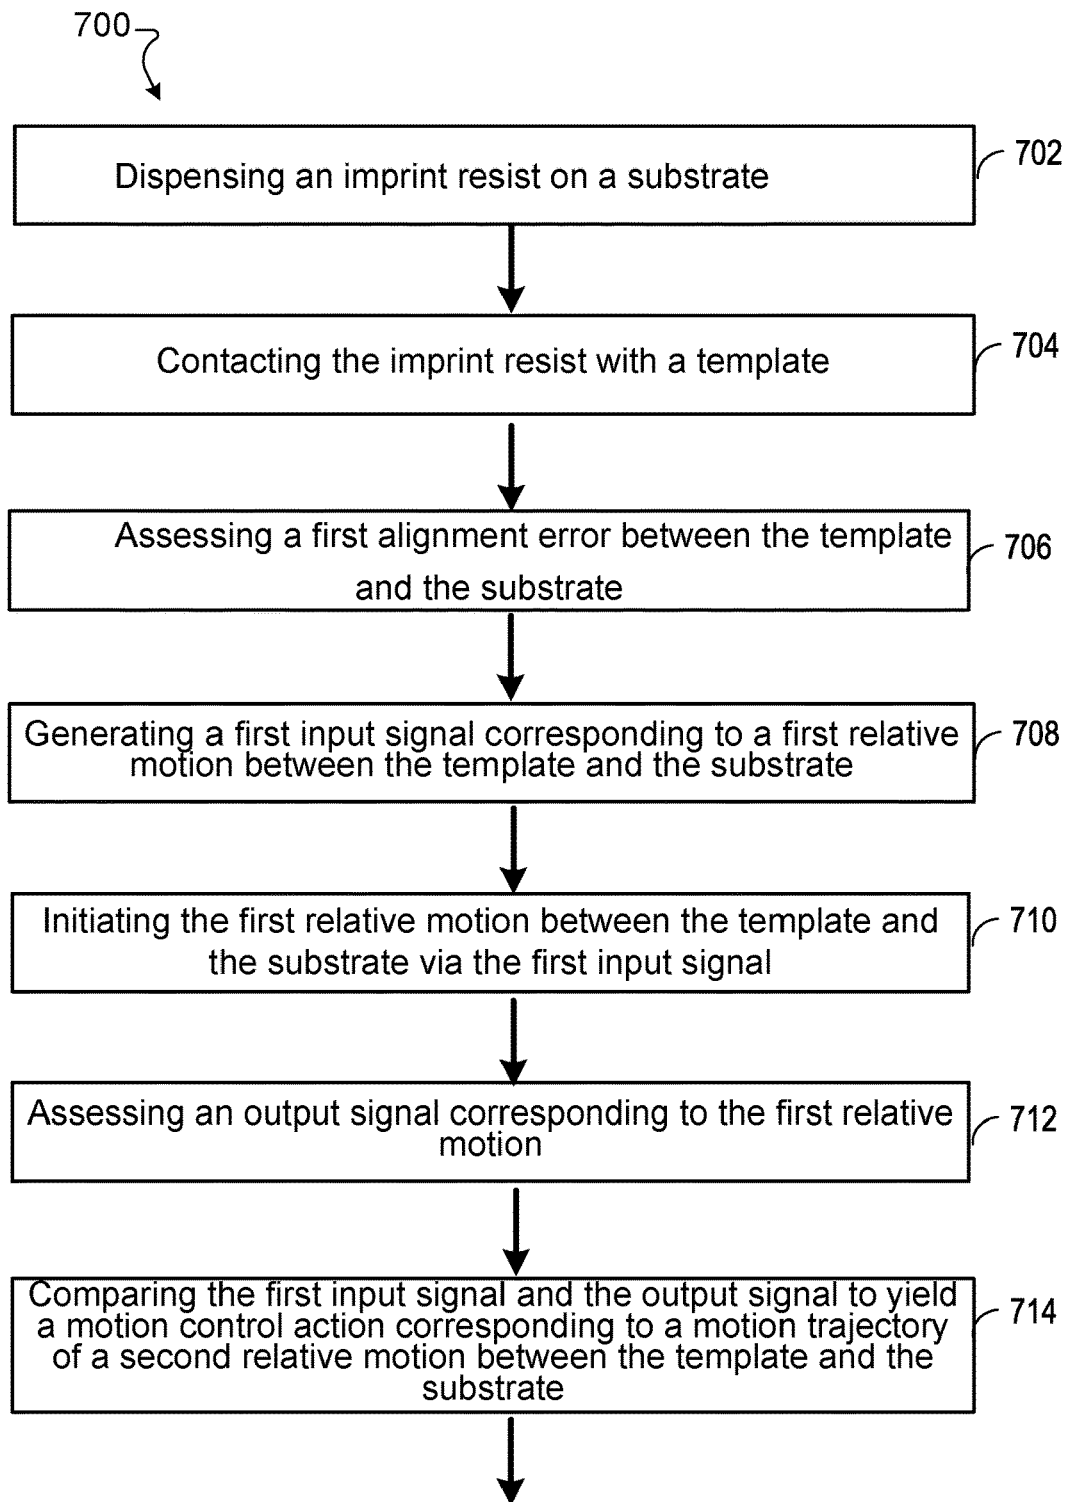 700
Dispensing an imprint resist on a substrate
702
Contacting the imprint resist with a template
704
Assessing a first alignment error between the template
and the substrate
706
Generating a first input signal corresponding to a first relative
motion between the template and the substrate
708
Initiating the first relative motion between the template and
the substrate via the first input signal
710
Assessing an output signal corresponding to the first relative
motion
712
Comparing the first input signal and the output signal to yield
a motion control action corresponding to a motion trajectory
of a second relative motion between the template and the
substrate
714